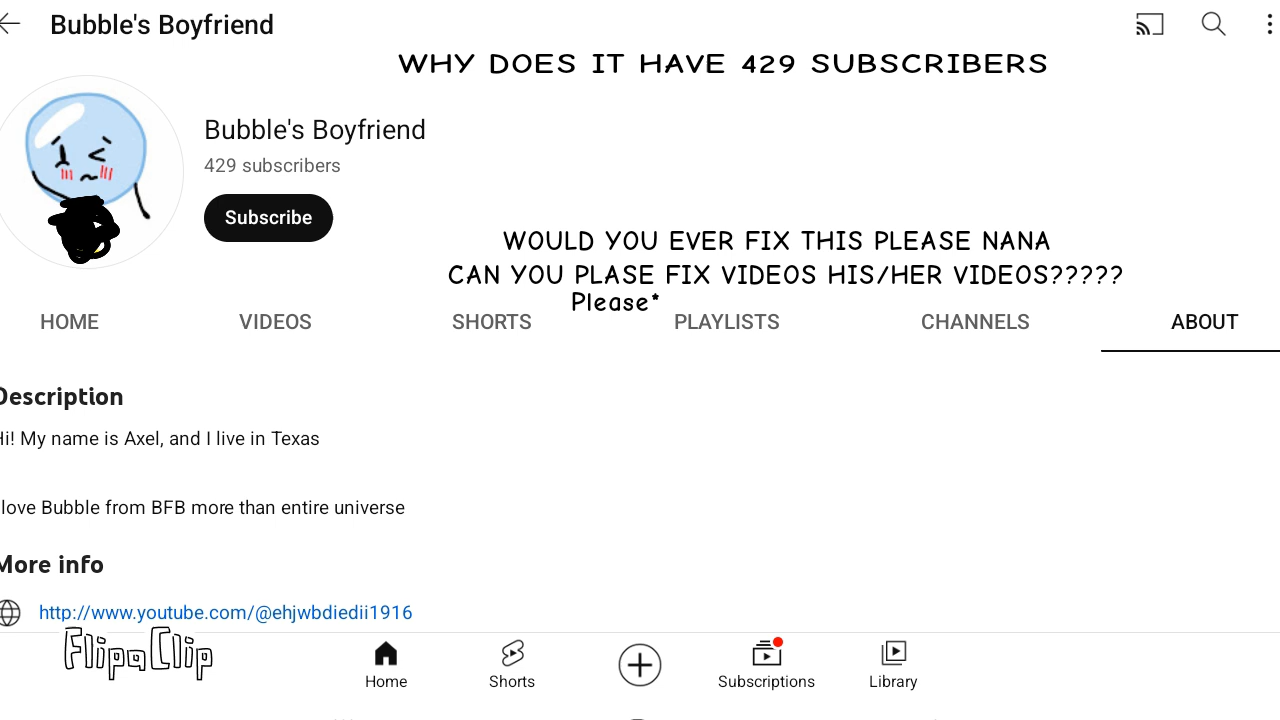 Bubble's Boyfriend
WHY DOES IT HAVE 429 SUBSCRIBERS
Bubble's Boyfriend
429 subscribers
Subscribe
WOULD YOU EVER FIX THIS PLEASE NANA
CAN YOU PLASE FIX VIDEOS HIS/HER VIDEOS?????
Please*
HOME VIDEOS SHORTS PLAYLISTS CHANNELS ABOUT
Description
Hi! My name is Axel, and I live in Texas
love Bubble from BFB more than entire universe
More info
http://www.youtube.com/@ehjwbdiedii1916
FlipaClip
Home Shorts Subscriptions Library